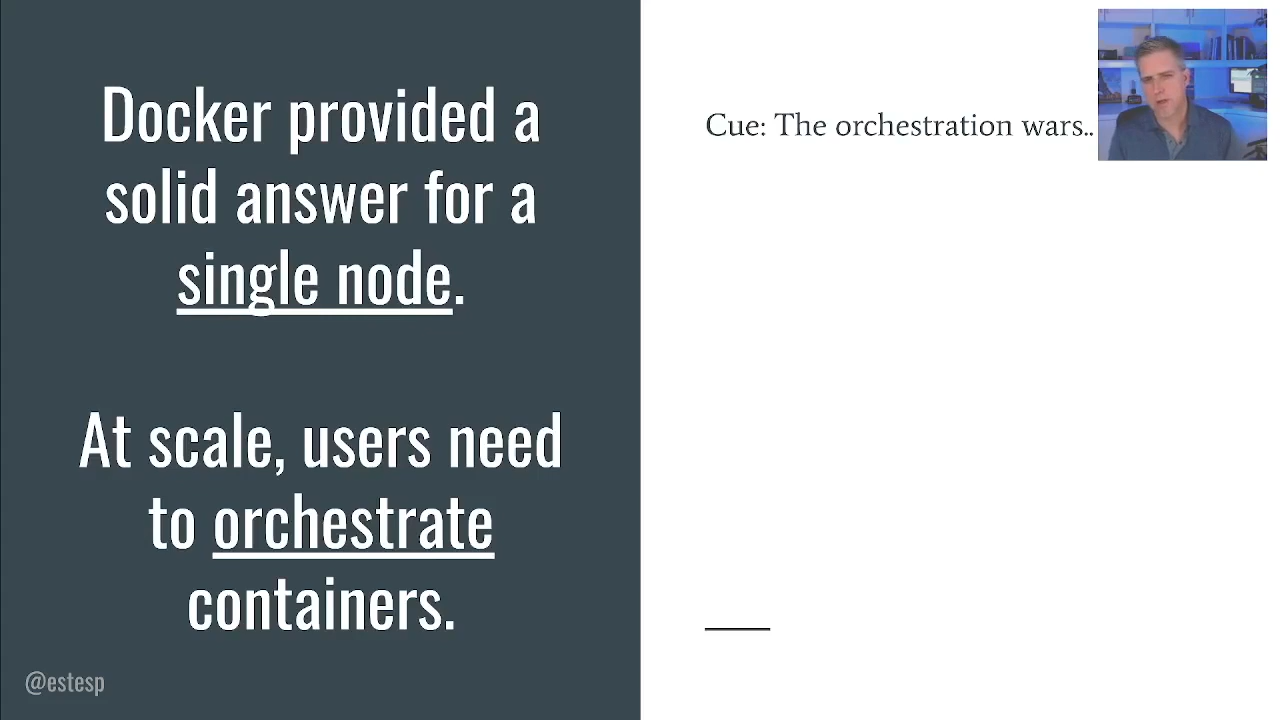 Docker provided a
solid answer for a
single node.
At scale, users need
to orchestrate
containers.
@estesp
Cue: The orchestration wars..